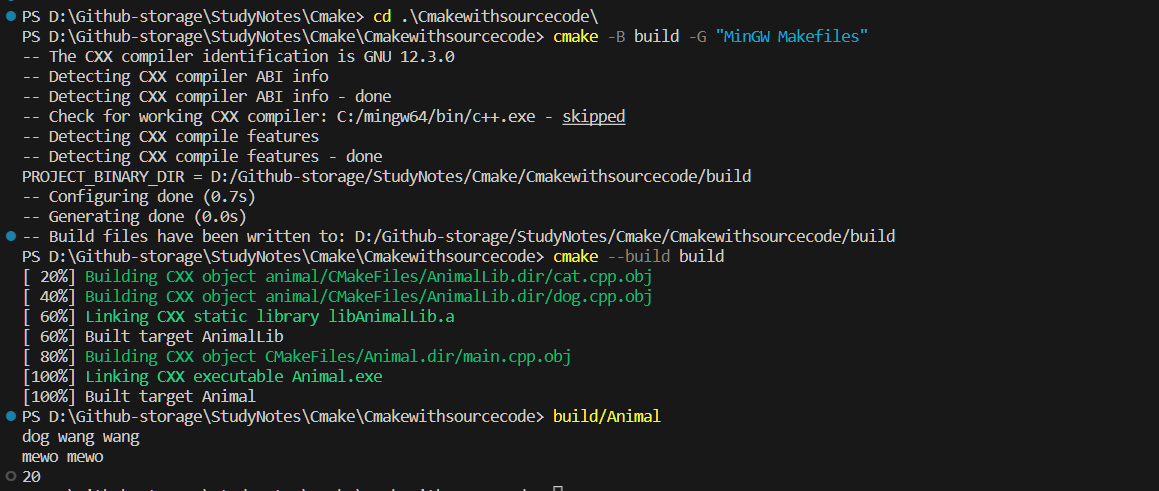 PS D:\Github-storage\StudyNotes\Cmake> cd .\Cmakewithsourcecode\
PS D:\Github-storage\StudyNotes\Cmake\Cmakewithsourcecode> cmake -B build -G "MinGW Makefiles"
-- The CXX compiler identification is GNU 12.3.0
-- Detecting CXX compiler ABI info
-- Detecting CXX compiler ABI info - done
-- Check for working CXX compiler: C:/mingw64/bin/c++.exe - skipped
-- Detecting CXX compile features
-- Detecting CXX compile features - done
PROJECT_BINARY_DIR = D:/Github-storage/StudyNotes/Cmake/Cmakewithsourcecode/build
-- Configuring done (0.7s)
-- Generating done (0.0s)
-- Build files have been written to: D:/Github-storage/StudyNotes/Cmake/Cmakewithsourcecode/build
PS D:\Github-storage\StudyNotes\Cmake\Cmakewithsourcecode> cmake --build build
[ 20%] Building CXX object animal/CMakeFiles/AnimalLib.dir/cat.cpp.obj
[ 40%] Building CXX object animal/CMakeFiles/AnimalLib.dir/dog.cpp.obj
[ 60%] Linking CXX static library libAnimalLib.a
[ 60%] Built target AnimalLib
[ 80%] Building CXX object CMakeFiles/Animal.dir/main.cpp.obj
[100%] Linking CXX executable Animal.exe
[100%] Built target Animal
PS D:\Github-storage\StudyNotes\Cmake\Cmakewithsourcecode> build/Animal
dog wang wang
mewo mewo
20